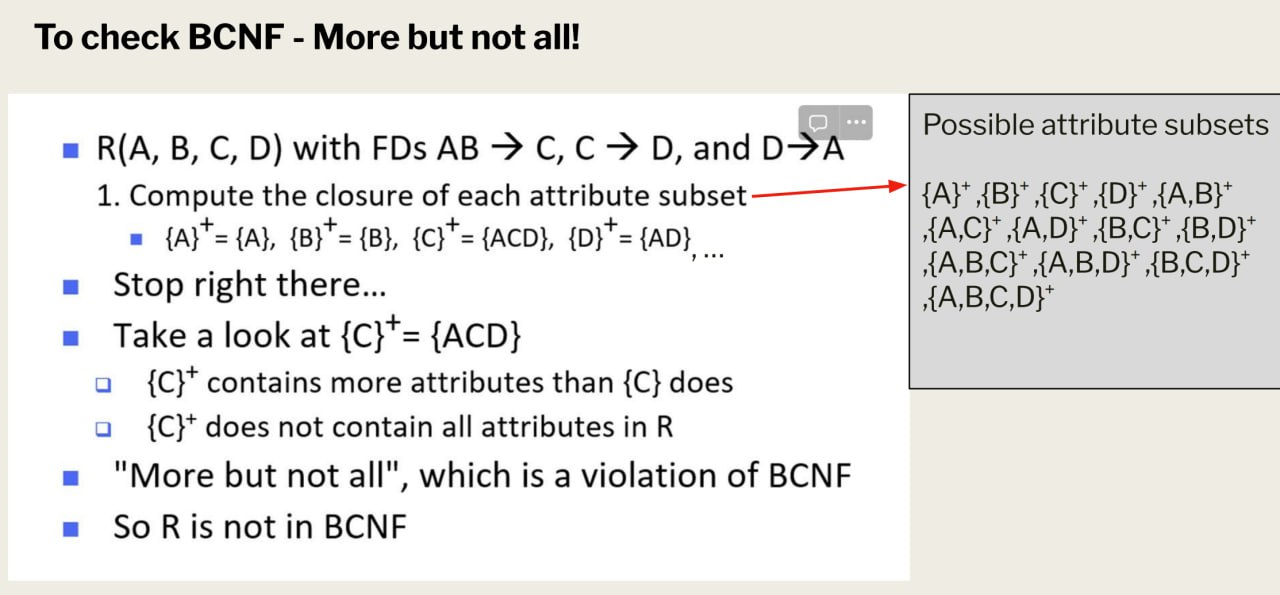 To check BCNF - More but not all!
R(A, B, C, D) with FDs AB → C, C → D, and D→A
1. Compute the closure of each attribute subset
{A}⁺= {A}, {B}⁺= {B}, {C}⁺= {ACD}, {D}⁺= {AD}, ...
Stop right there...
Take a look at {C}⁺= {ACD}
{C}⁺ contains more attributes than {C} does
{C}⁺ does not contain all attributes in R
"More but not all", which is a violation of BCNF
So R is not in BCNF
Possible attribute subsets
{A}⁺ ,{B}⁺ ,{C}⁺ ,{D}⁺ ,{A,B}⁺
,{A,C}⁺ ,{A,D}⁺ ,{B,C}⁺ ,{B,D}⁺
,{A,B,C}⁺ ,{A,B,D}⁺ ,{B,C,D}⁺
,{A,B,C,D}⁺